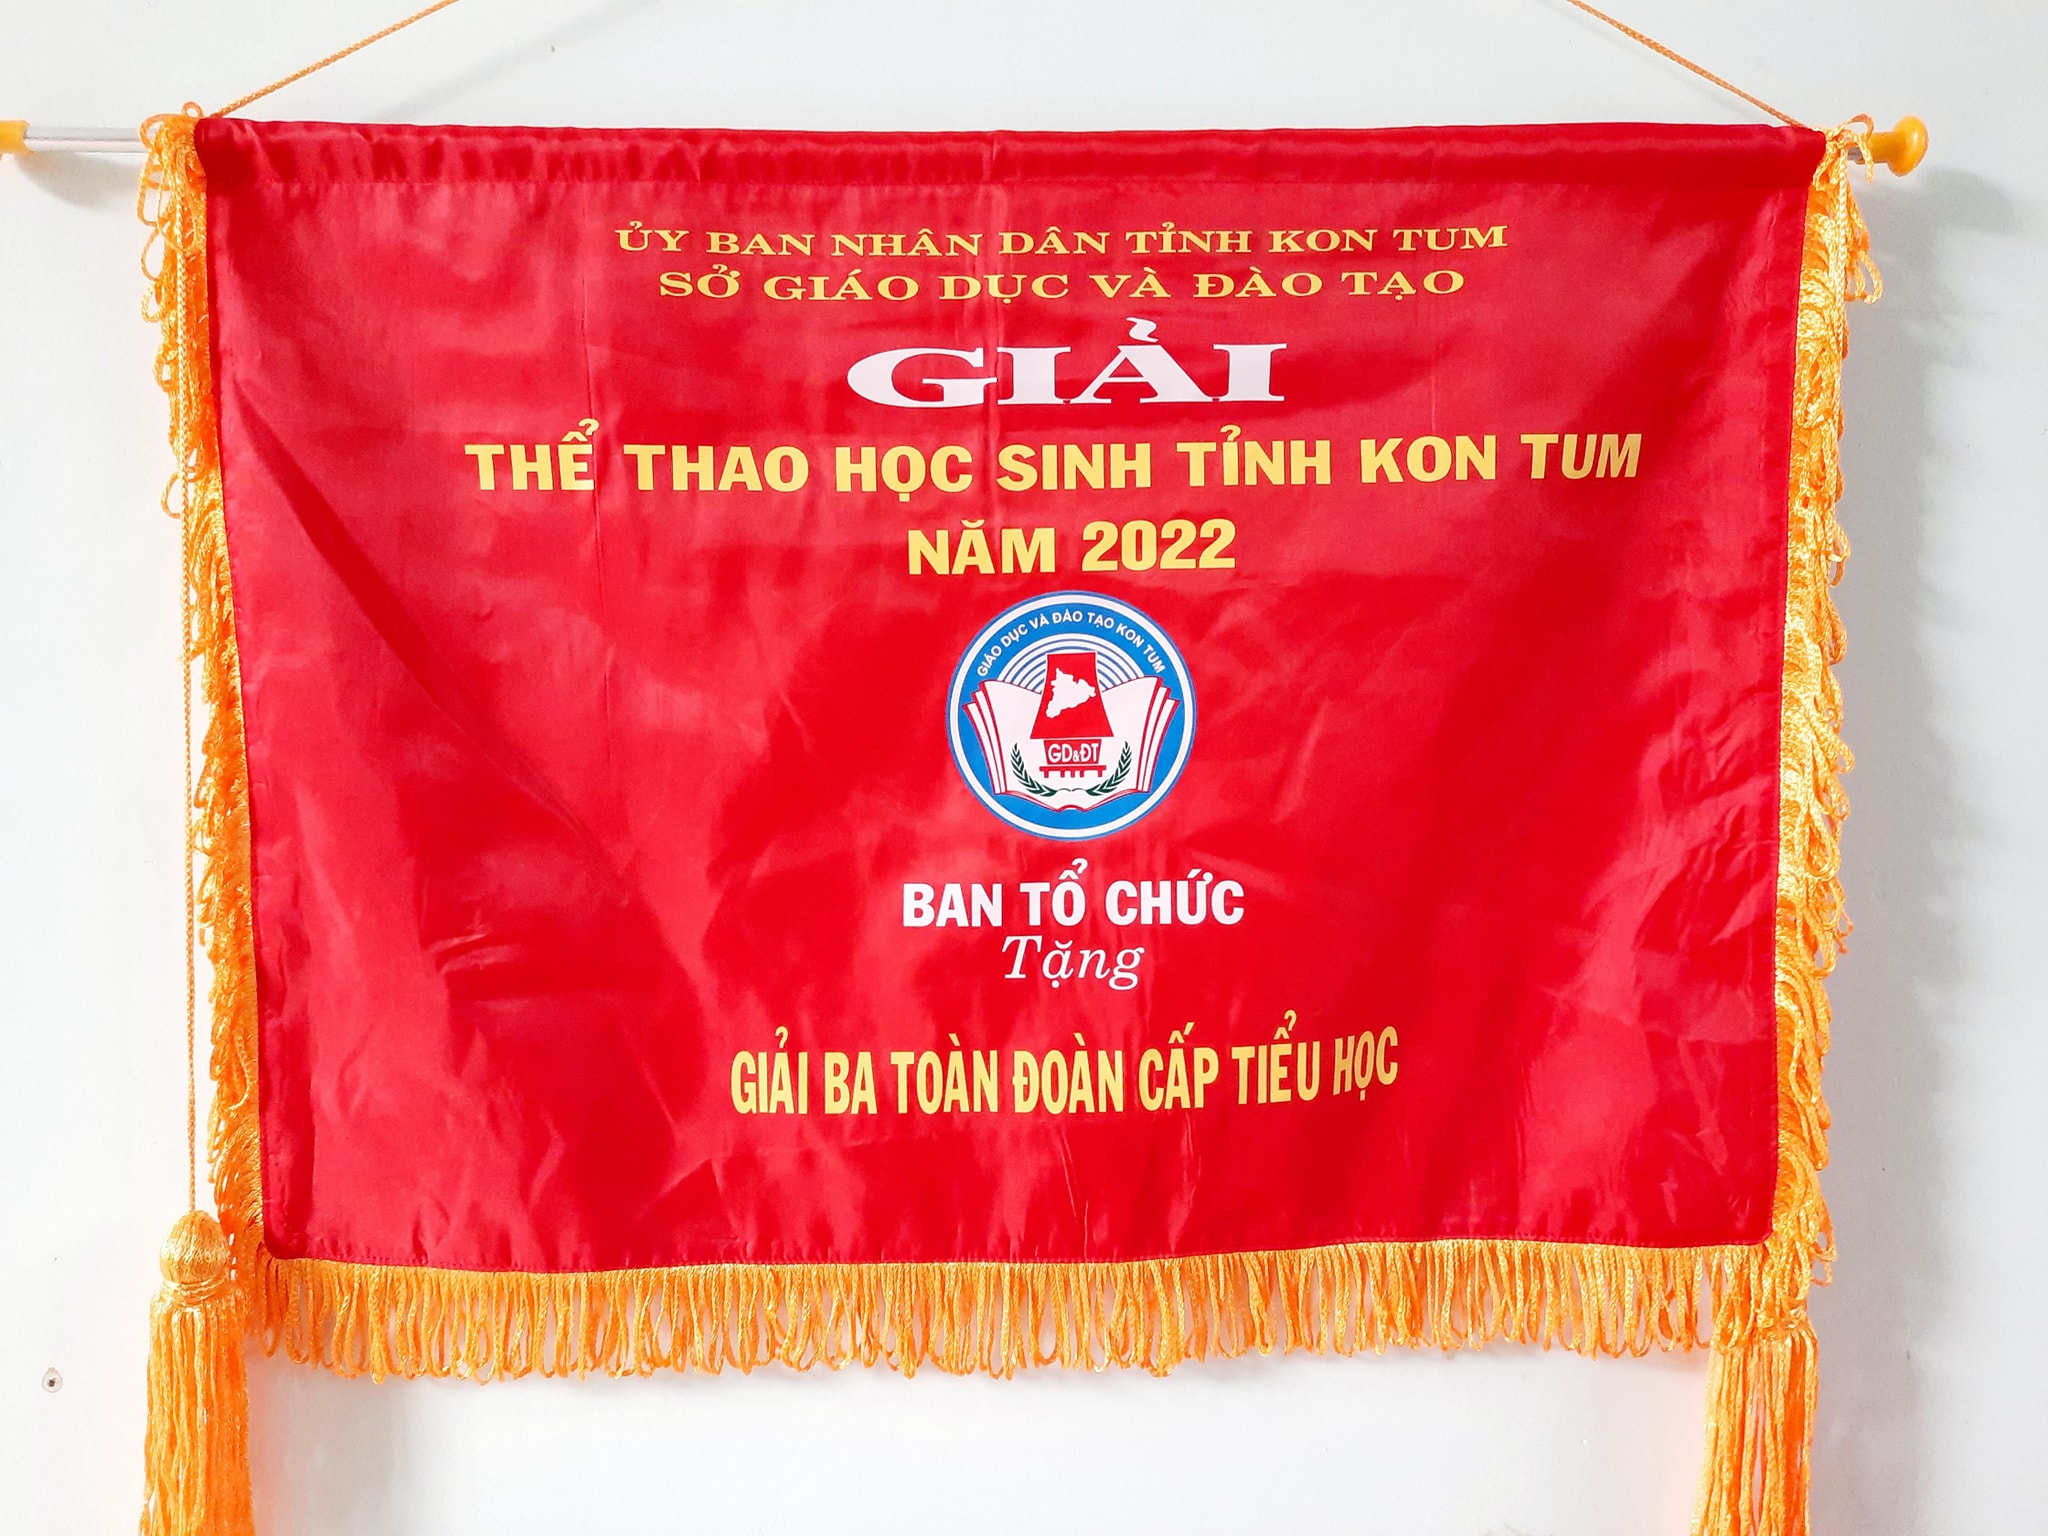 ỦY BAN NHÂN DÂN TỈNH KON TUM
SỞ GIÁO DỤC VÀ ĐÀO TẠO
GIẢI
THỂ THAO HỌC SINH TỈNH KON TUM
NĂM 2022
GIÁO DỤC VÀ ĐÀO TẠO KON TUM
GD&ĐT
BAN TỔ CHỨC
Tặng
GIẢI BA TOÀN ĐOÀN CẤP TIỂU HỌC